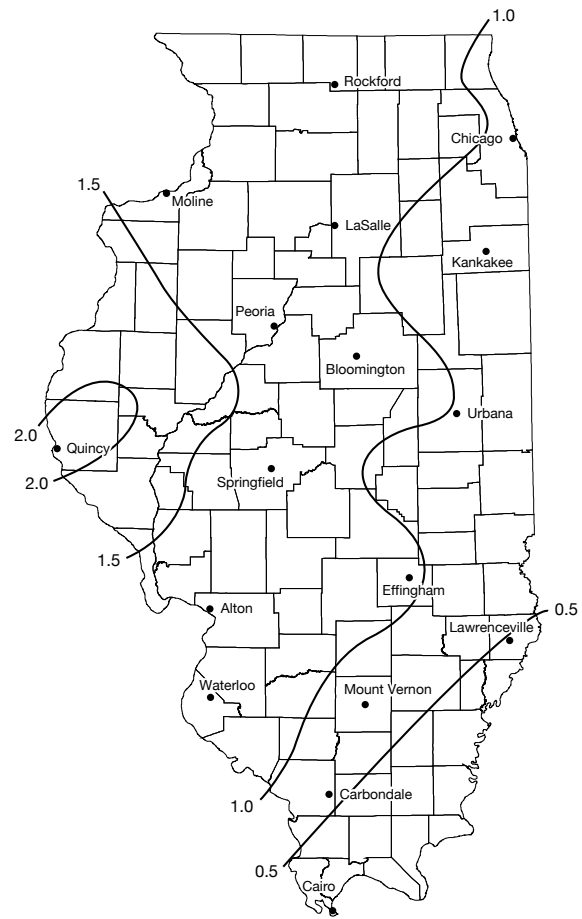 1.0
Rockford
Chicago
1.5
Moline
LaSalle
Kankakee
Peoria
Bloomington
Urbana
2.0
Quincy
2.0
Springfield
1.5
Effingham
Alton
0.5
Lawrenceville
Waterloo
Mount Vernon
1.0
Carbondale
0.5
Cairo